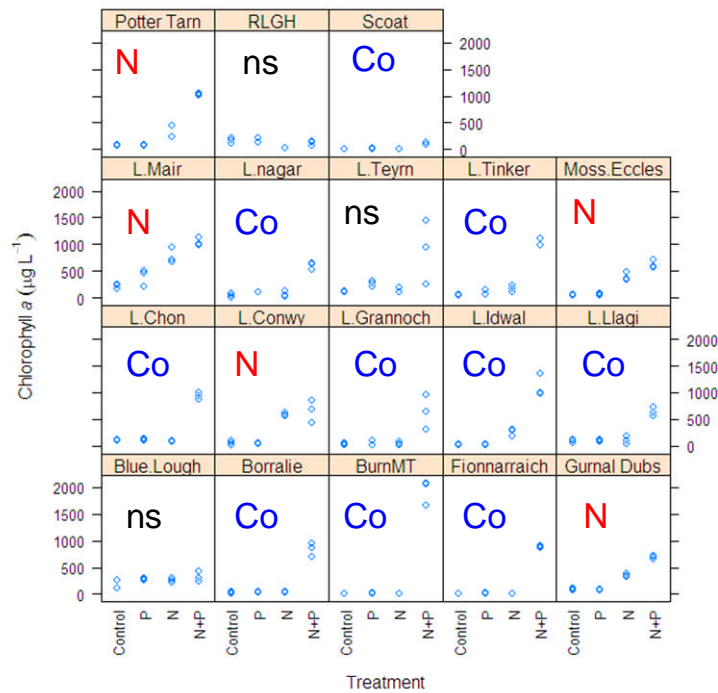 Potter Tarn RLGH Scoat
N ns Co
2000
1500
1000
500
0
L.Mair L.nagar L.Teyrn L.Tinker Moss.Eccles
N Co ns Co N
2000
1500
1000
500
0
L.Chon L.Conwy L.Grannoch L.Idwal L.Llagi
Co N Co Co Co
2000
1500
1000
500
0
Blue.Lough Borralie BurnMT Fionnarraich Gurnal Dubs
ns Co Co Co N
2000
1500
1000
500
0
Chlorophyll a (µg L⁻¹)
Control P N N+P Control P N N+P Control P N N+P Control P N N+P Control P N N+P
Treatment